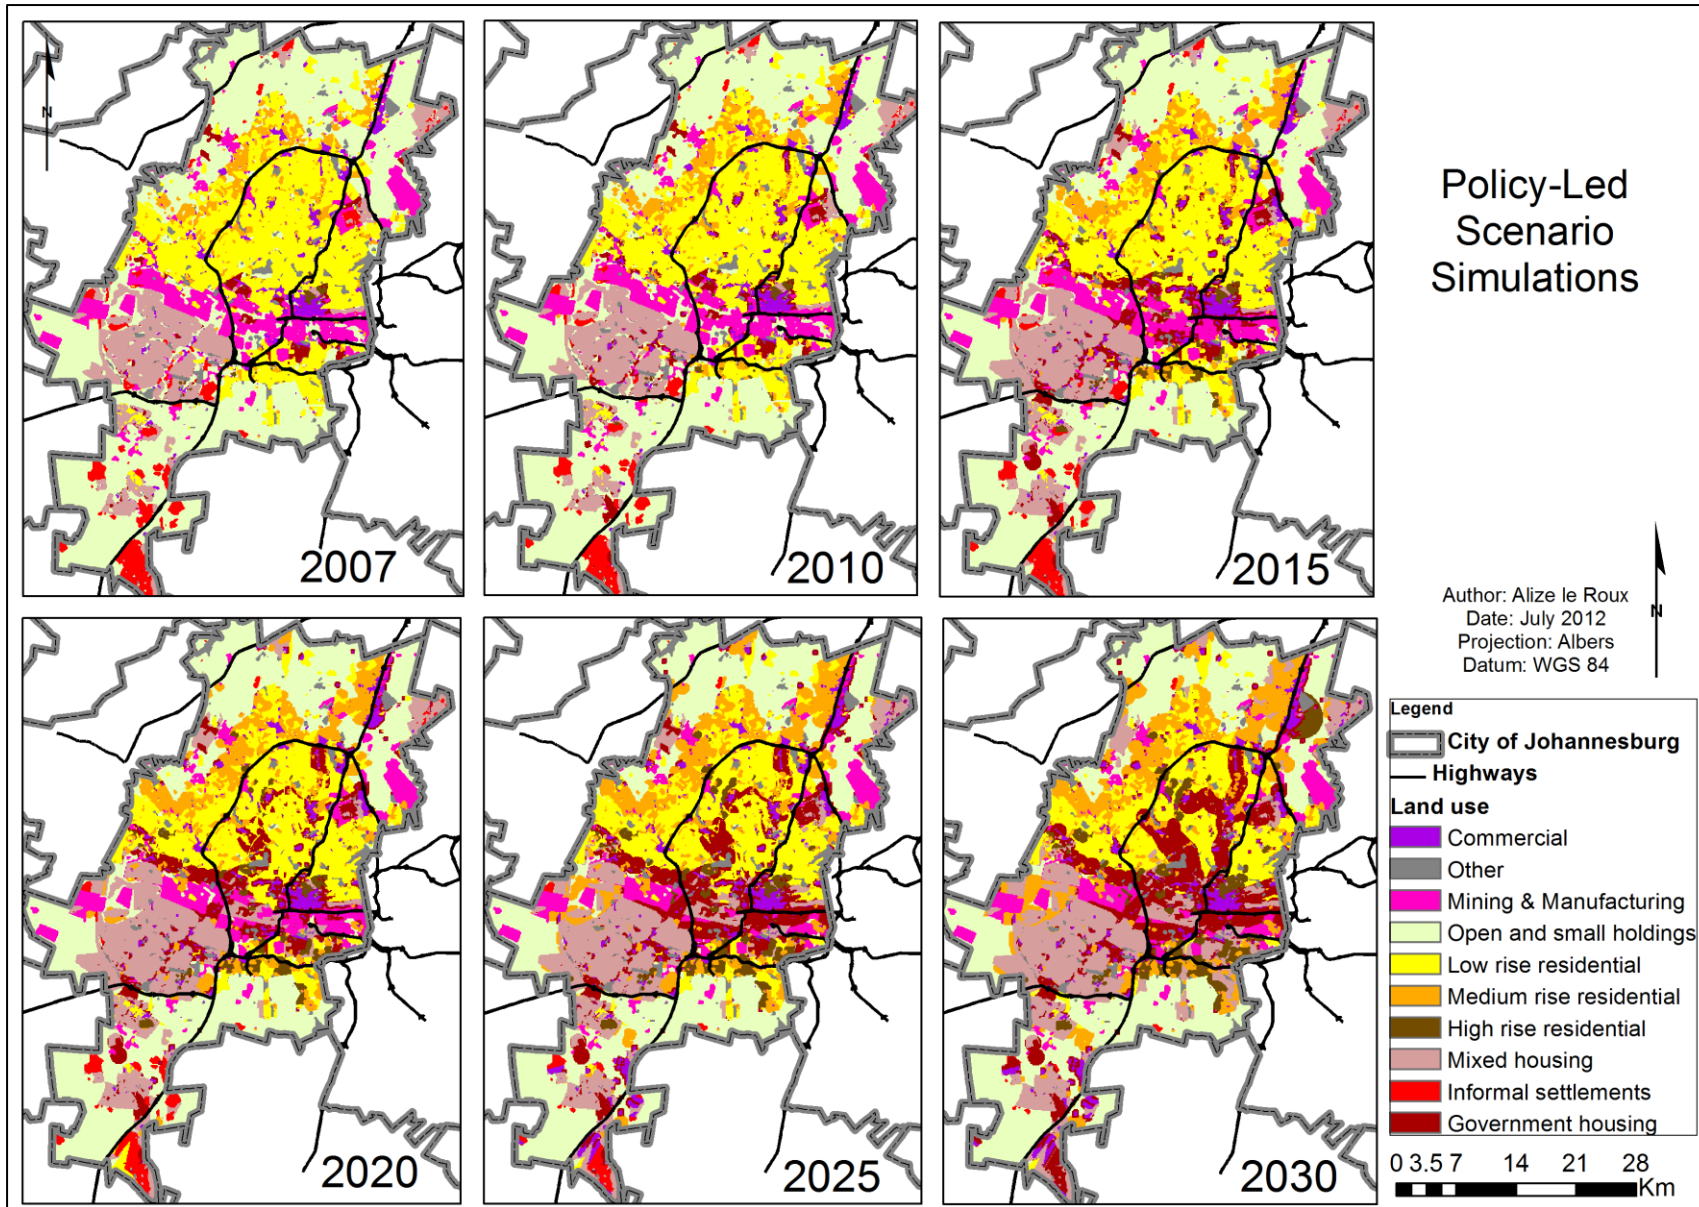 N
2007
2010
2015
Policy-Led
Scenario
Simulations
Author: Alize le Roux
Date: July 2012
Projection: Albers
Datum: WGS 84
N
2020
2025
2030
Legend
City of Johannesburg
Highways
Land use
Commercial
Other
Mining & Manufacturing
Open and small holdings
Low rise residential
Medium rise residential
High rise residential
Mixed housing
Informal settlements
Government housing
0 3.5 7 14 21 28
Km